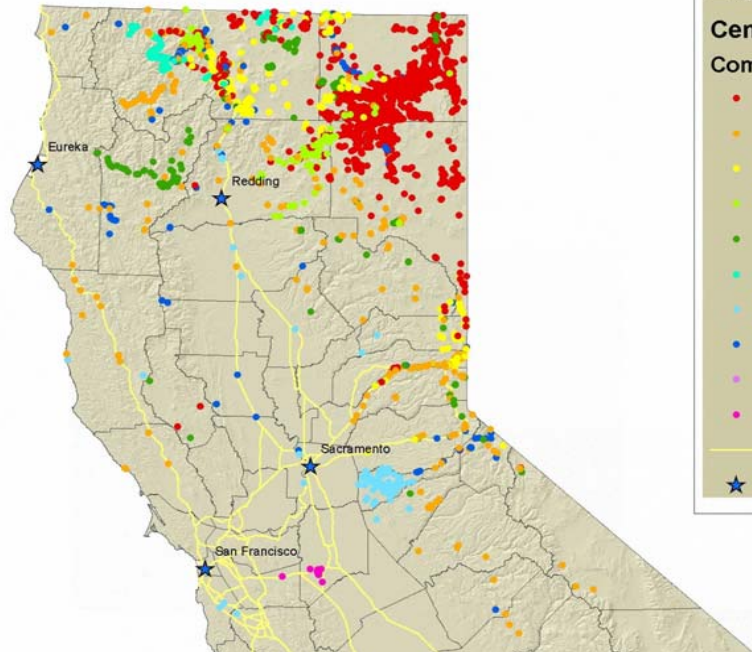 Cen
Com
Eureka
Redding
Sacramento
San Francisco